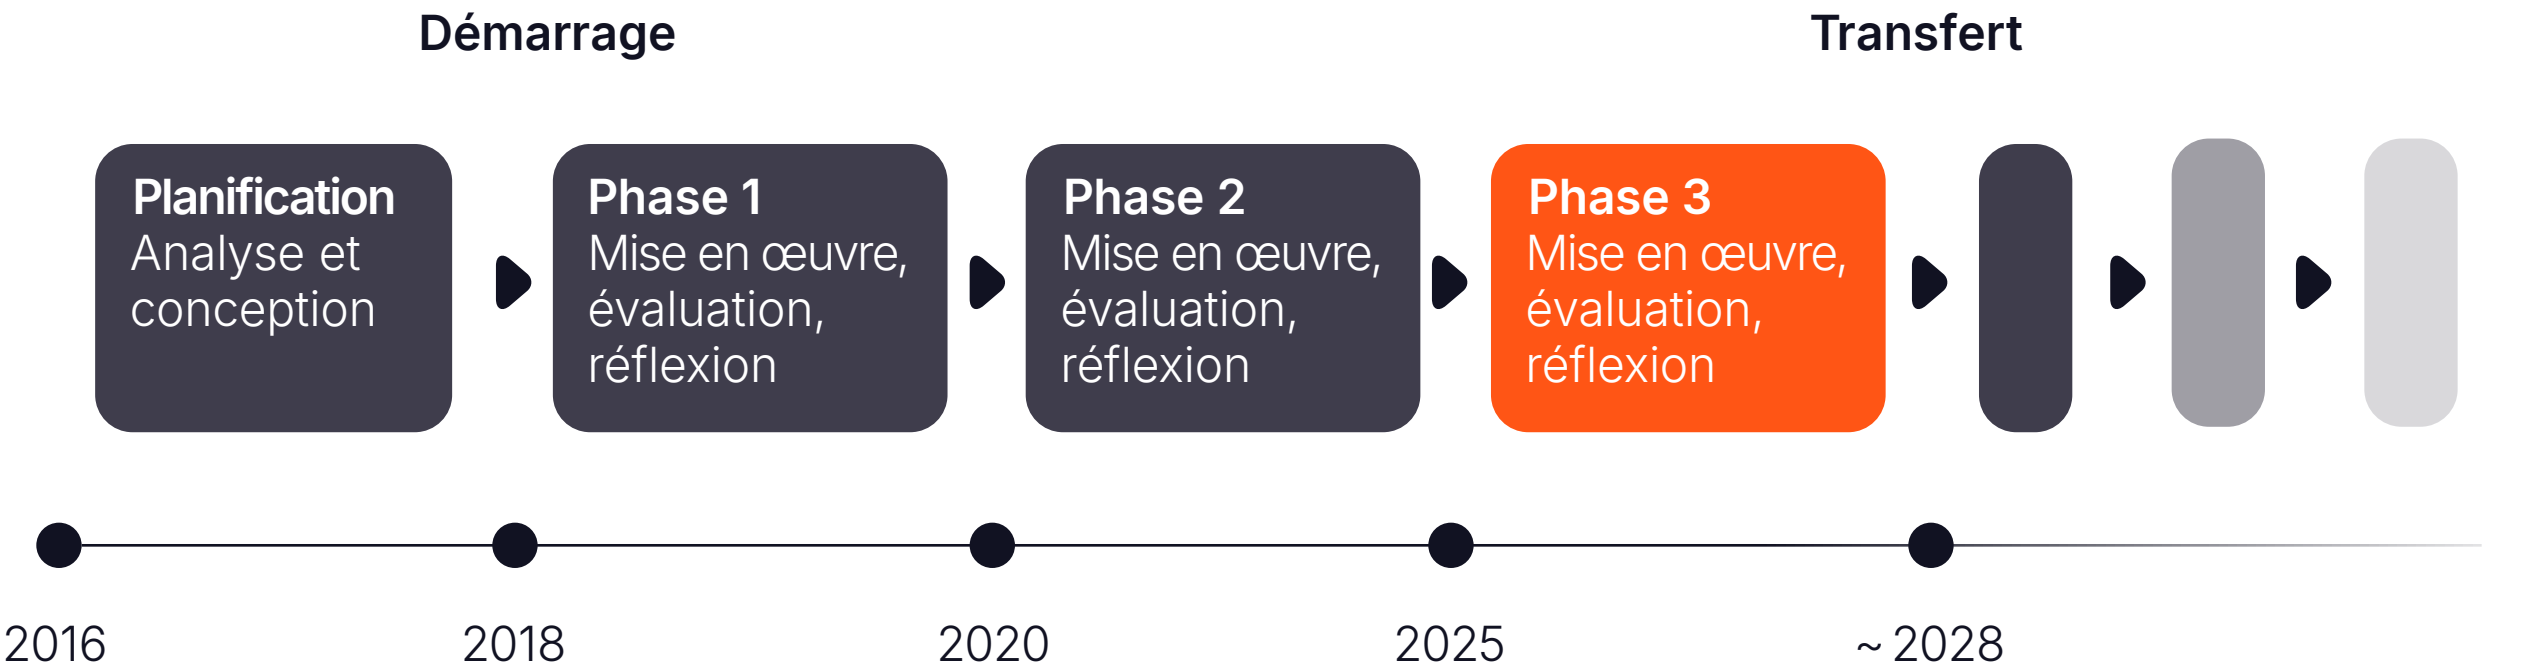 Démarrage
Transfert
Planification
Analyse et
conception
Phase 1
Mise en œuvre,
évaluation,
réflexion
Phase 2
Mise en œuvre,
évaluation,
réflexion
Phase 3
Mise en œuvre,
évaluation,
réflexion
2016
2018
2020
2025
~ 2028